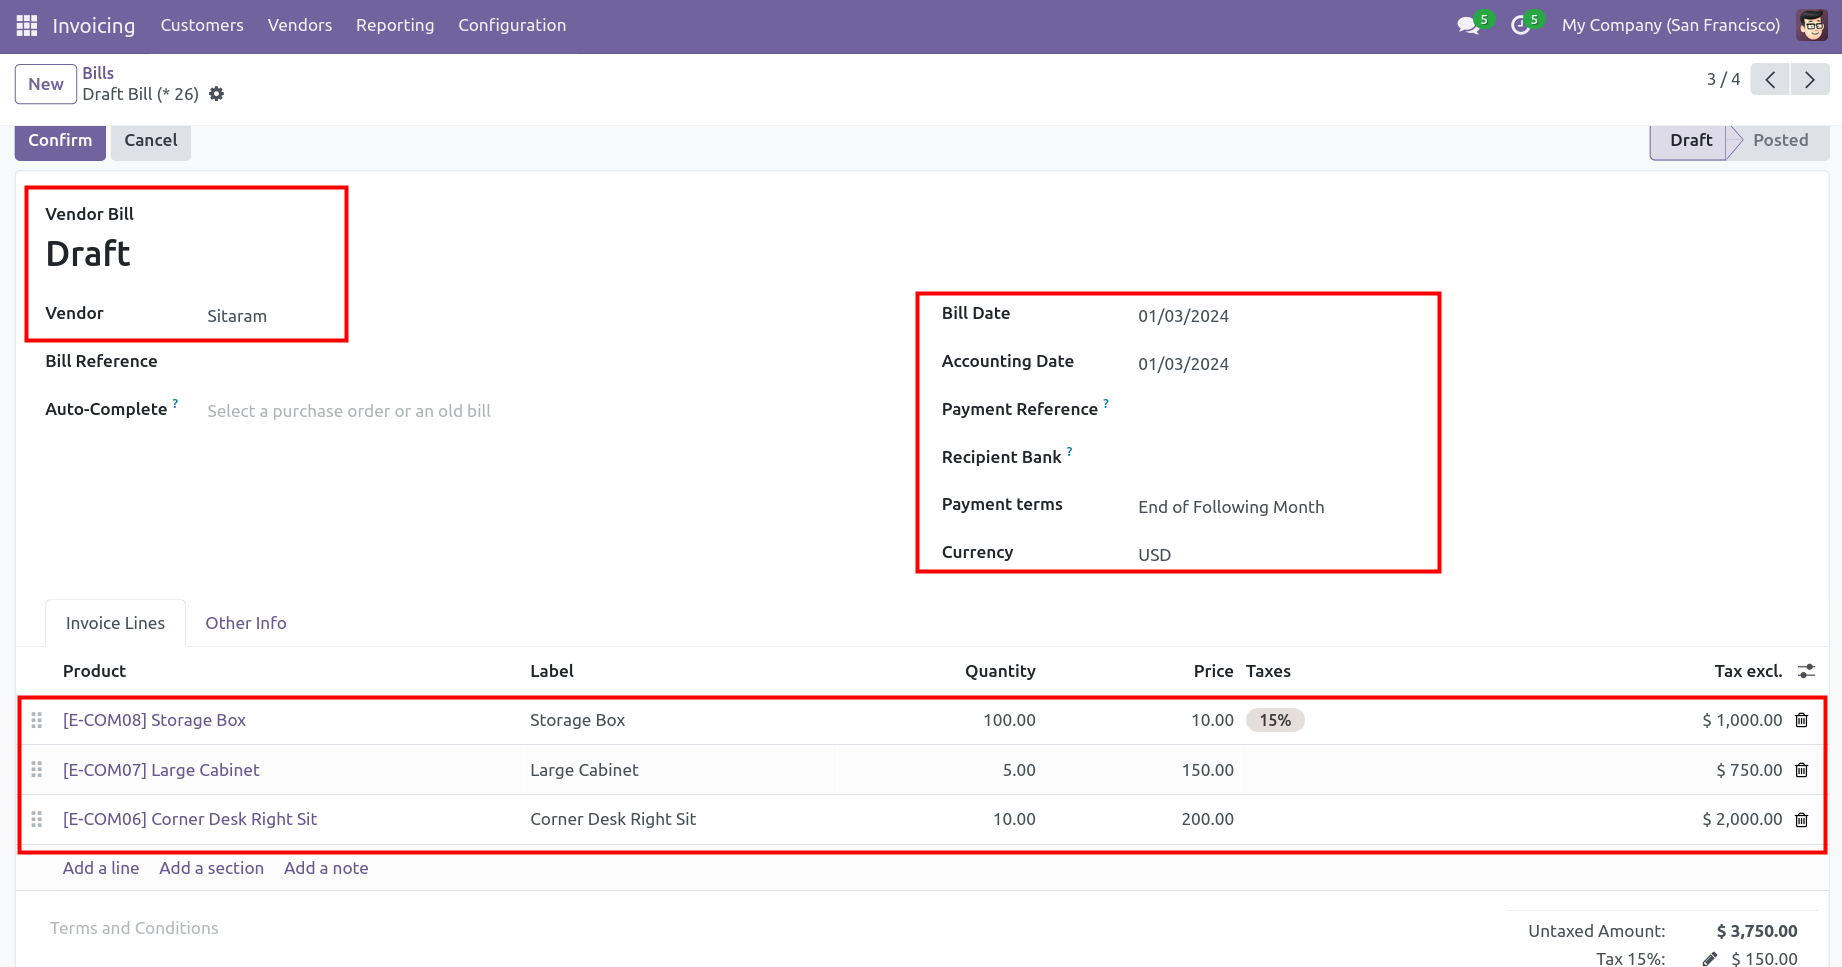 Invoicing Customers Vendors Reporting Configuration 5 5 My Company (San Francisco)
New Bills
Draft Bill (* 26) 3 / 4
Confirm Cancel Draft Posted
Vendor Bill
Draft
Vendor Sitaram
Bill Reference
Auto-Complete ? Select a purchase order or an old bill
Bill Date 01/03/2024
Accounting Date 01/03/2024
Payment Reference ?
Recipient Bank ?
Payment terms End of Following Month
Currency USD
Invoice Lines Other Info
Product Label Quantity Price Taxes Tax excl.
[E-COM08] Storage Box Storage Box 100.00 10.00 15% $ 1,000.00
[E-COM07] Large Cabinet Large Cabinet 5.00 150.00 $ 750.00
[E-COM06] Corner Desk Right Sit Corner Desk Right Sit 10.00 200.00 $ 2,000.00
Add a line Add a section Add a note
Terms and Conditions
Untaxed Amount: $ 3,750.00
Tax 15%: $ 150.00